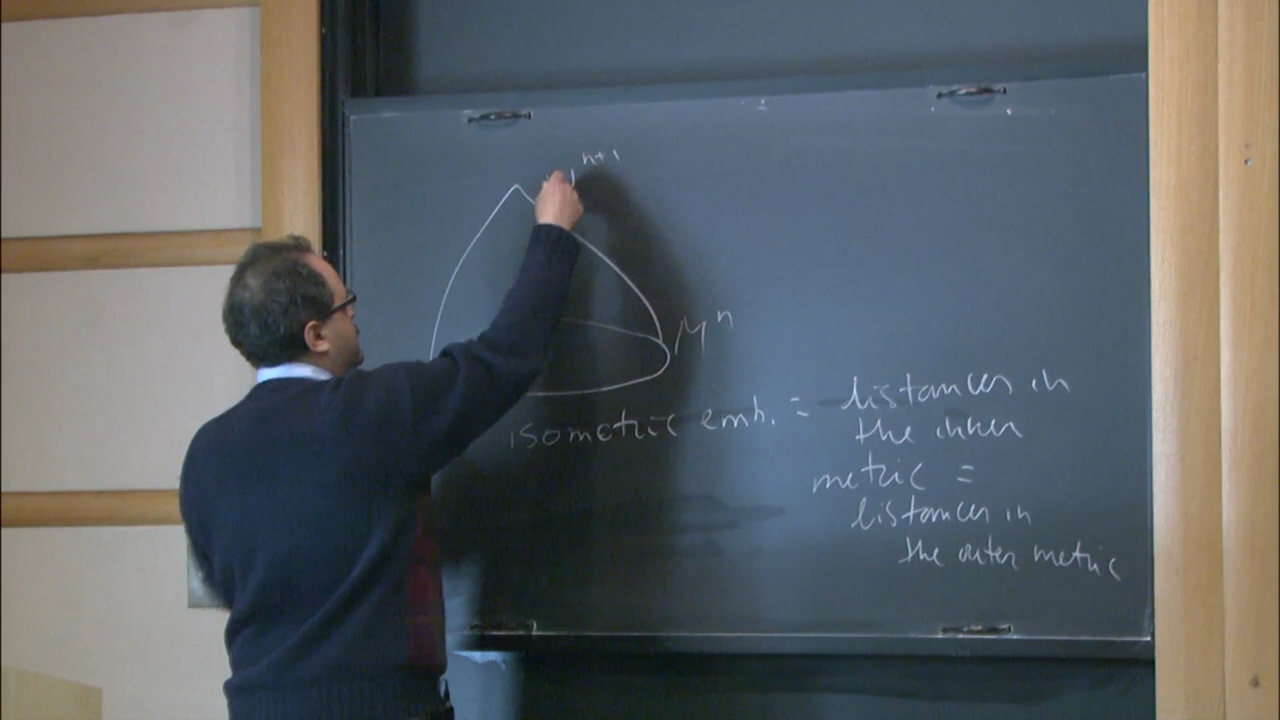 n+1
M^n
isometric emb. = distances in
the inner
metric =
distances in
the outer metric